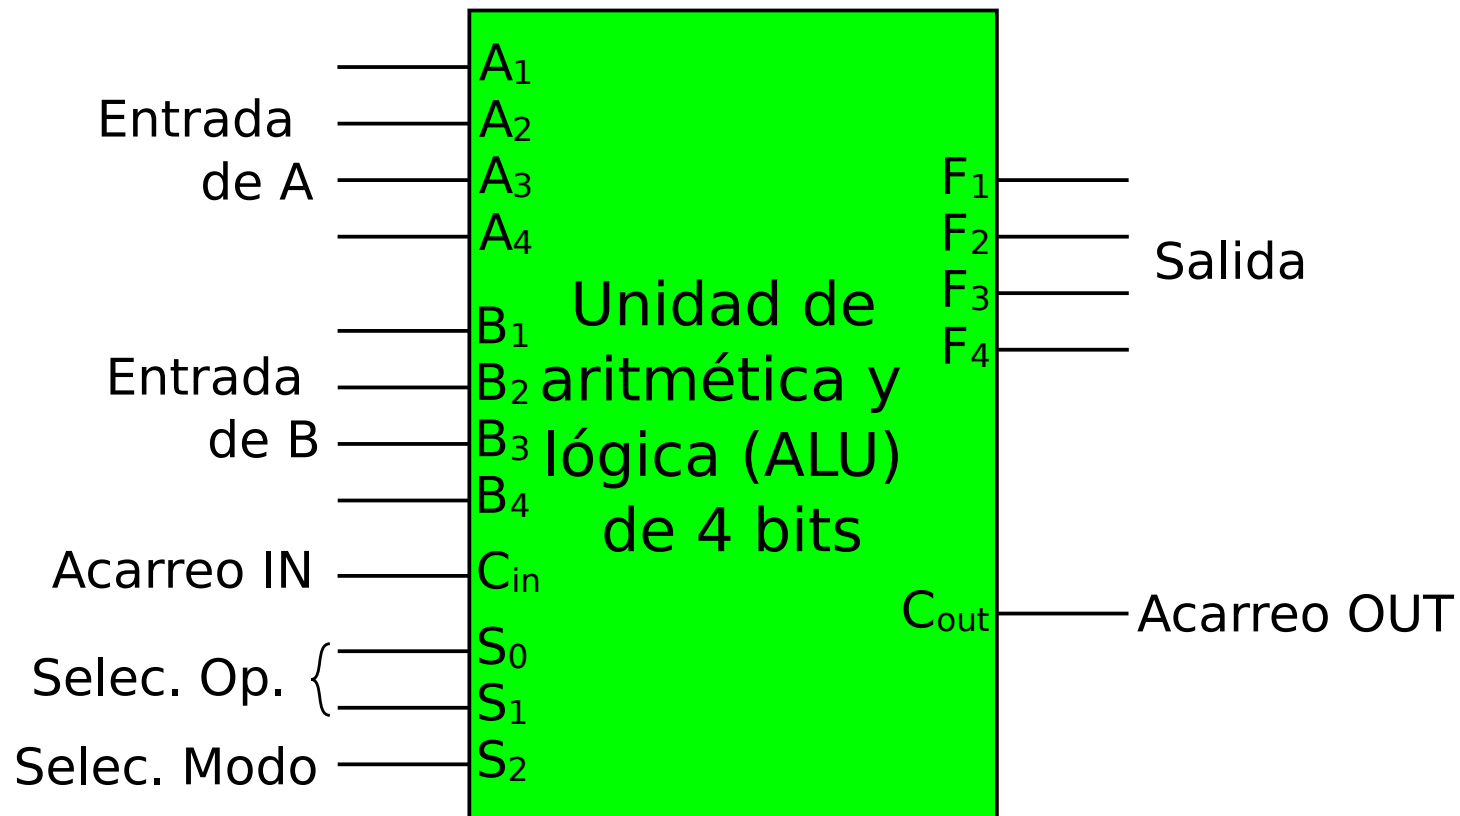 Entrada
de A
A1
A2
A3
A4
Entrada
de B
B1
B2
B3
B4
Acarreo IN
Cin
Selec. Op.
S0
S1
Selec. Modo
S2
Unidad de
aritmética y
lógica (ALU)
de 4 bits
F1
F2
F3
F4
Salida
Cout
Acarreo OUT